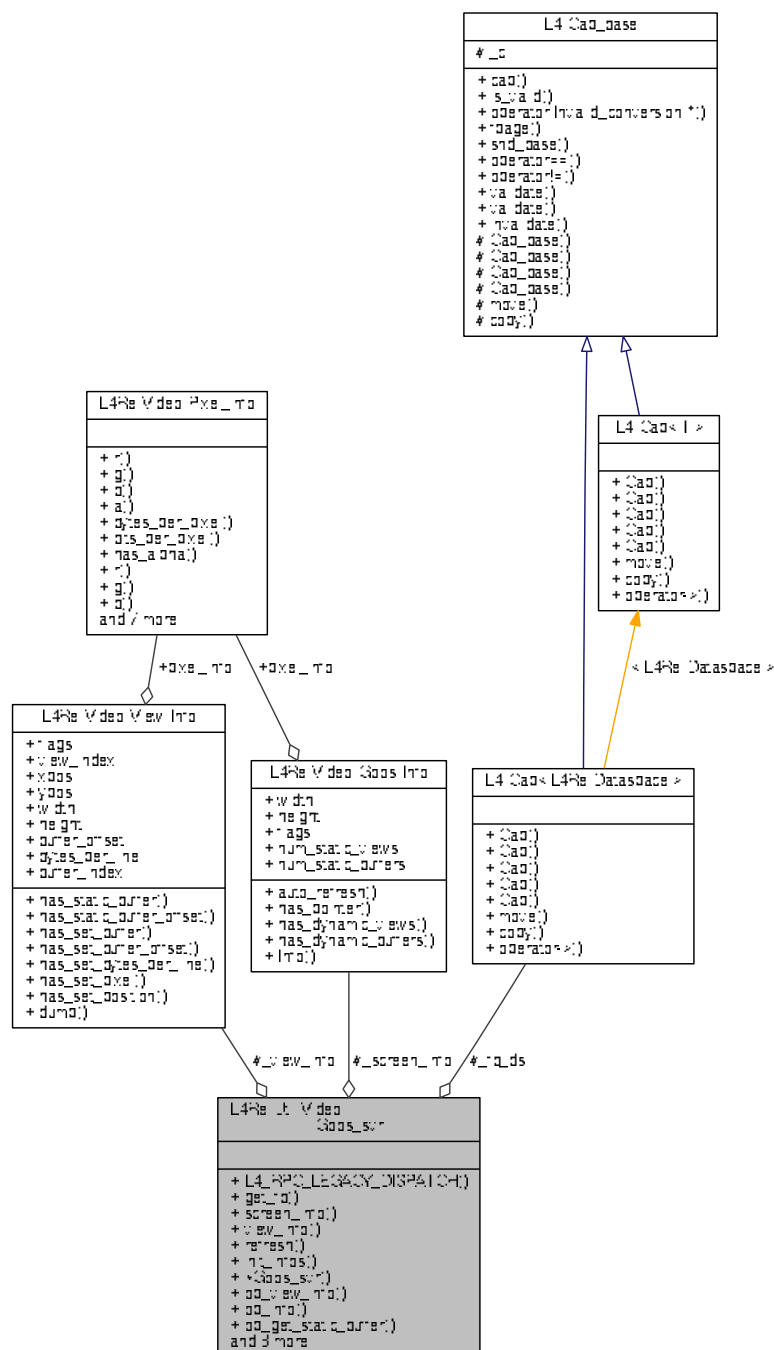 L4::Cap_base
# _c
+ cap()
+ is_valid()
+ operator Invalid_conversion *()
+ fpage()
+ snd_base()
+ operator==()
+ operator!=()
+ validate()
+ validate()
+ invalidate()
# Cap_base()
# Cap_base()
# Cap_base()
# Cap_base()
# move()
# copy()
L4Re::Video::Pixel_info
+ r()
+ g()
+ b()
+ a()
+ bytes_per_pixel()
+ bits_per_pixel()
+ has_alpha()
+ r()
+ g()
+ b()
and 7 more...
L4::Cap< T >
+ Cap()
+ Cap()
+ Cap()
+ Cap()
+ Cap()
+ move()
+ copy()
+ operator->()
+pixel_info
+pixel_info
< L4Re::Dataspace >
L4Re::Video::View::Info
+ flags
+ view_index
+ xpos
+ ypos
+ width
+ height
+ buffer_offset
+ bytes_per_line
+ buffer_index
+ has_static_buffer()
+ has_static_buffer_offset()
+ has_set_buffer()
+ has_set_buffer_offset()
+ has_set_bytes_per_line()
+ has_set_pixel()
+ has_set_position()
+ dump()
L4Re::Video::Goos::Info
+ width
+ height
+ flags
+ num_static_views
+ num_static_buffers
+ auto_refresh()
+ has_pointer()
+ has_dynamic_views()
+ has_dynamic_buffers()
+ Info()
L4::Cap< L4Re::Dataspace >
+ Cap()
+ Cap()
+ Cap()
+ Cap()
+ Cap()
+ move()
+ copy()
+ operator->()
#_view_info
#_screen_info
#_fb_ds
L4Re::Util::Video
::Goos_svr
+ L4_RPC_LEGACY_DISPATCH()
+ get_fb()
+ screen_info()
+ view_info()
+ refresh()
+ init_infos()
+ ~Goos_svr()
+ op_view_info()
+ op_info()
+ op_get_static_buffer()
and 8 more...